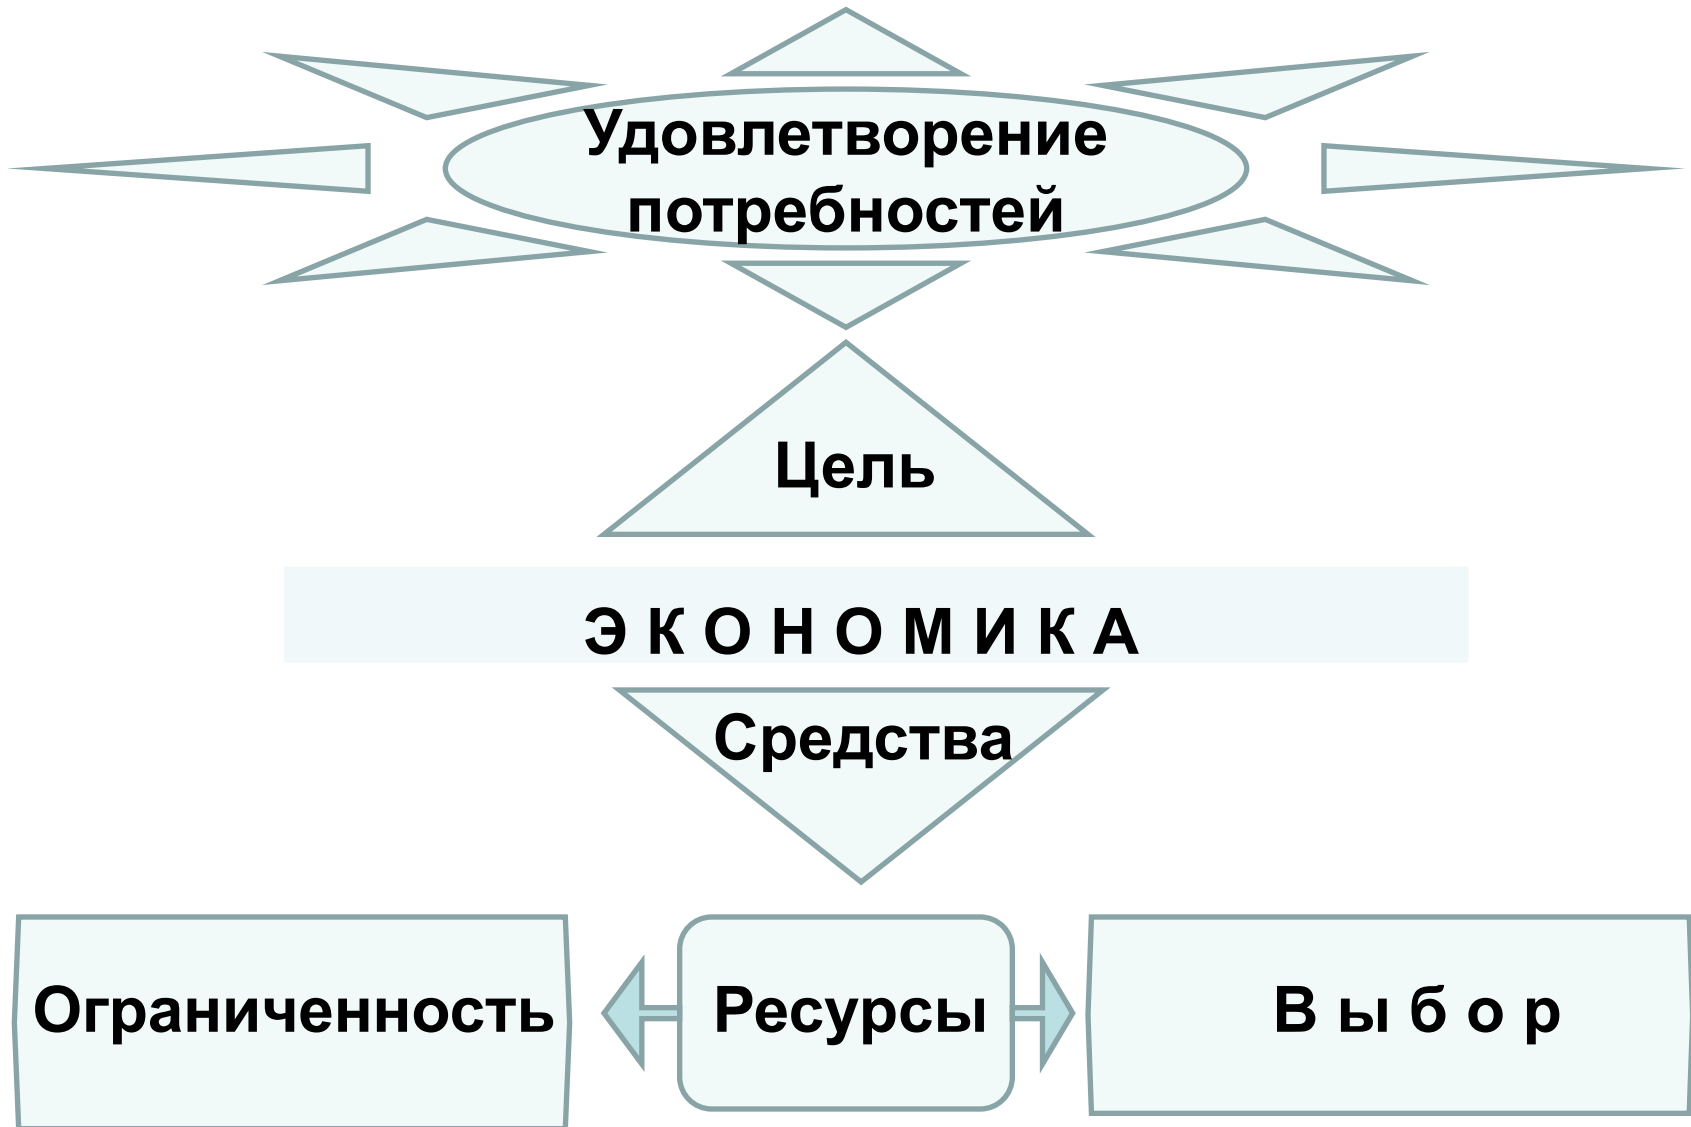 Удовлетворение
потребностей
Цель
Э К О Н О М И К А
Средства
Ограниченность
Ресурсы
В ы б о р